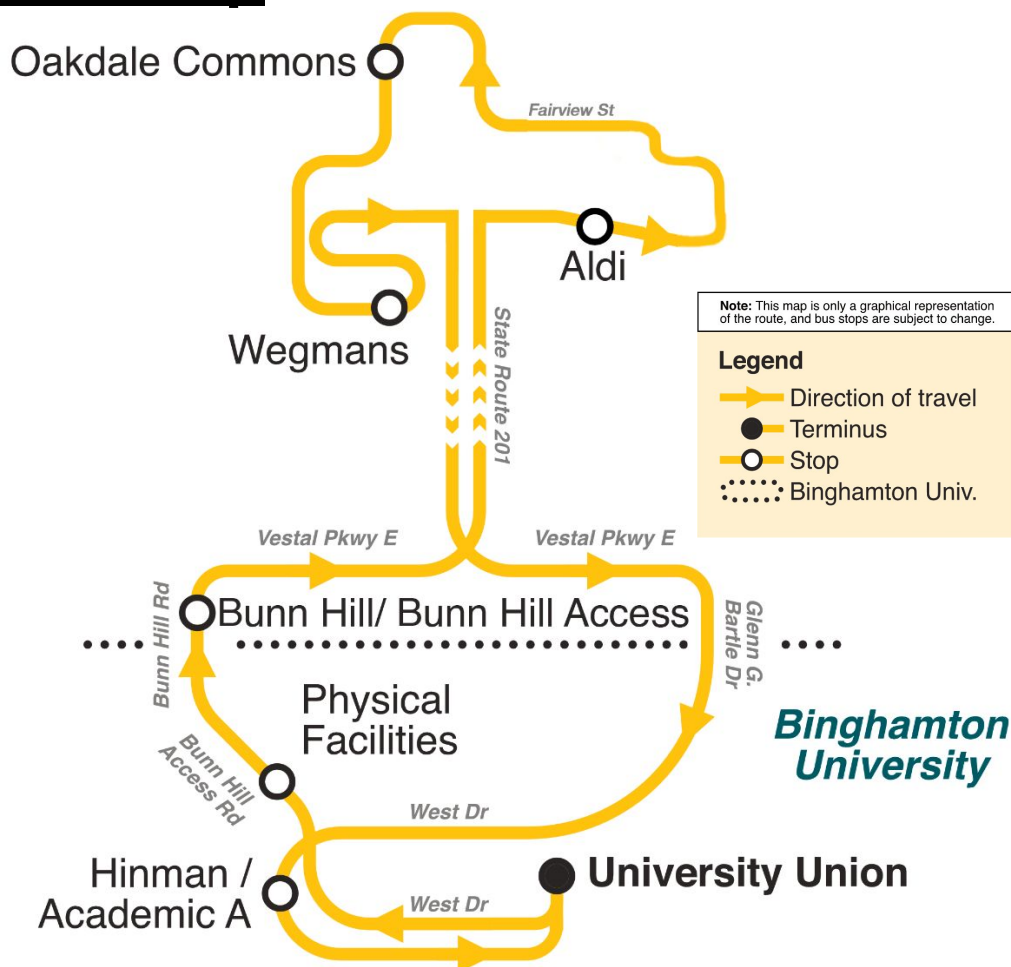 Oakdale Commons
Fairview St
Aldi
Wegmans
State Route 201
Note: This map is only a graphical representation
of the route, and bus stops are subject to change.
Legend
Direction of travel
Terminus
Stop
Binghamton Univ.
Vestal Pkwy E
Vestal Pkwy E
Bunn Hill Rd
Bunn Hill/ Bunn Hill Access
Glenn G.
Bartle Dr
Physical
Facilities
Binghamton
University
Bunn Hill
Access Rd
West Dr
Hinman /
Academic A
University Union
West Dr